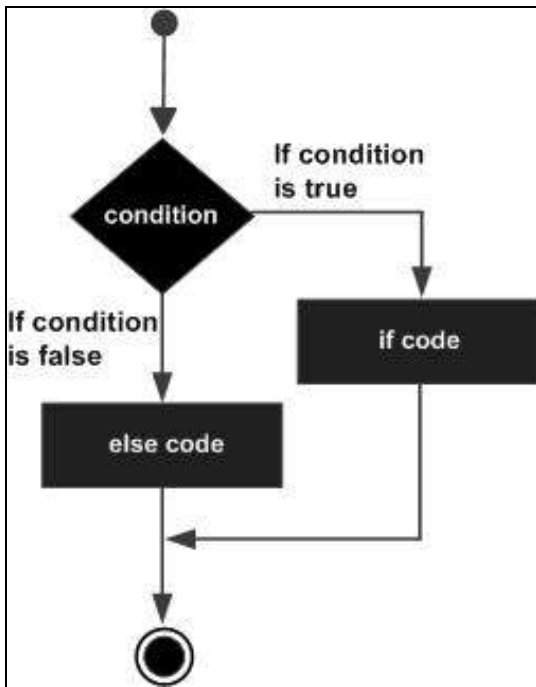 If condition
is true
condition
If condition
is false
if code
else code